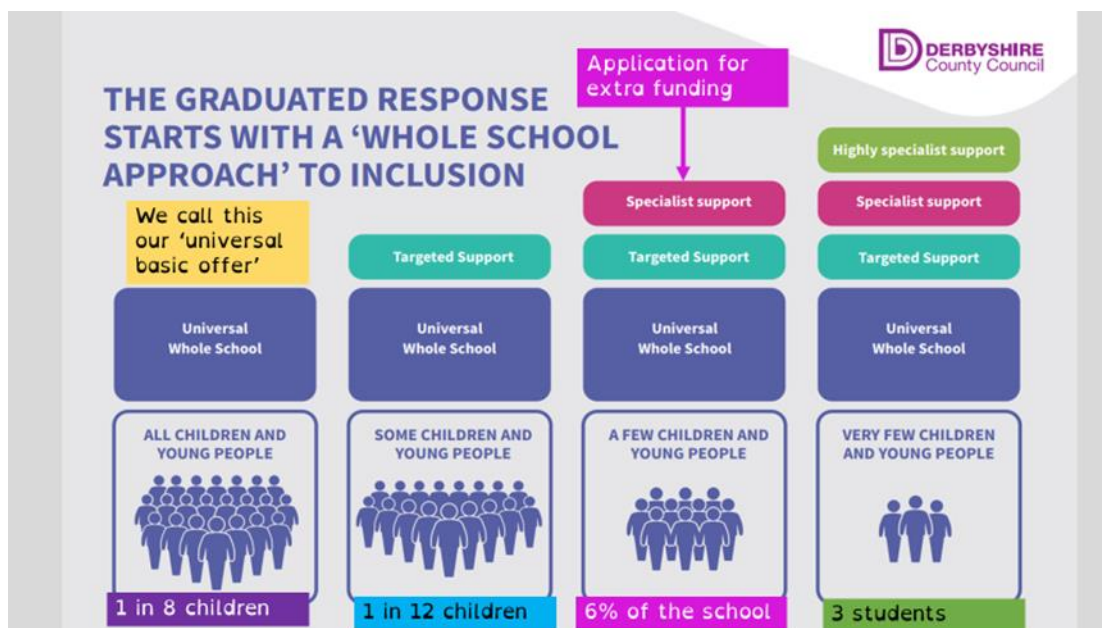 DERBYSHIRE
County Council
THE GRADUATED RESPONSE
STARTS WITH A ‘WHOLE SCHOOL
APPROACH’ TO INCLUSION
Application for
extra funding
We call this
our ‘universal
basic offer’
Universal
Whole School
ALL CHILDREN AND
YOUNG PEOPLE
1 in 8 children
Targeted Support
Universal
Whole School
SOME CHILDREN AND
YOUNG PEOPLE
1 in 12 children
Specialist support
Targeted Support
Universal
Whole School
A FEW CHILDREN AND
YOUNG PEOPLE
6% of the school
Highly specialist support
Specialist support
Targeted Support
Universal
Whole School
VERY FEW CHILDREN
AND YOUNG PEOPLE
3 students